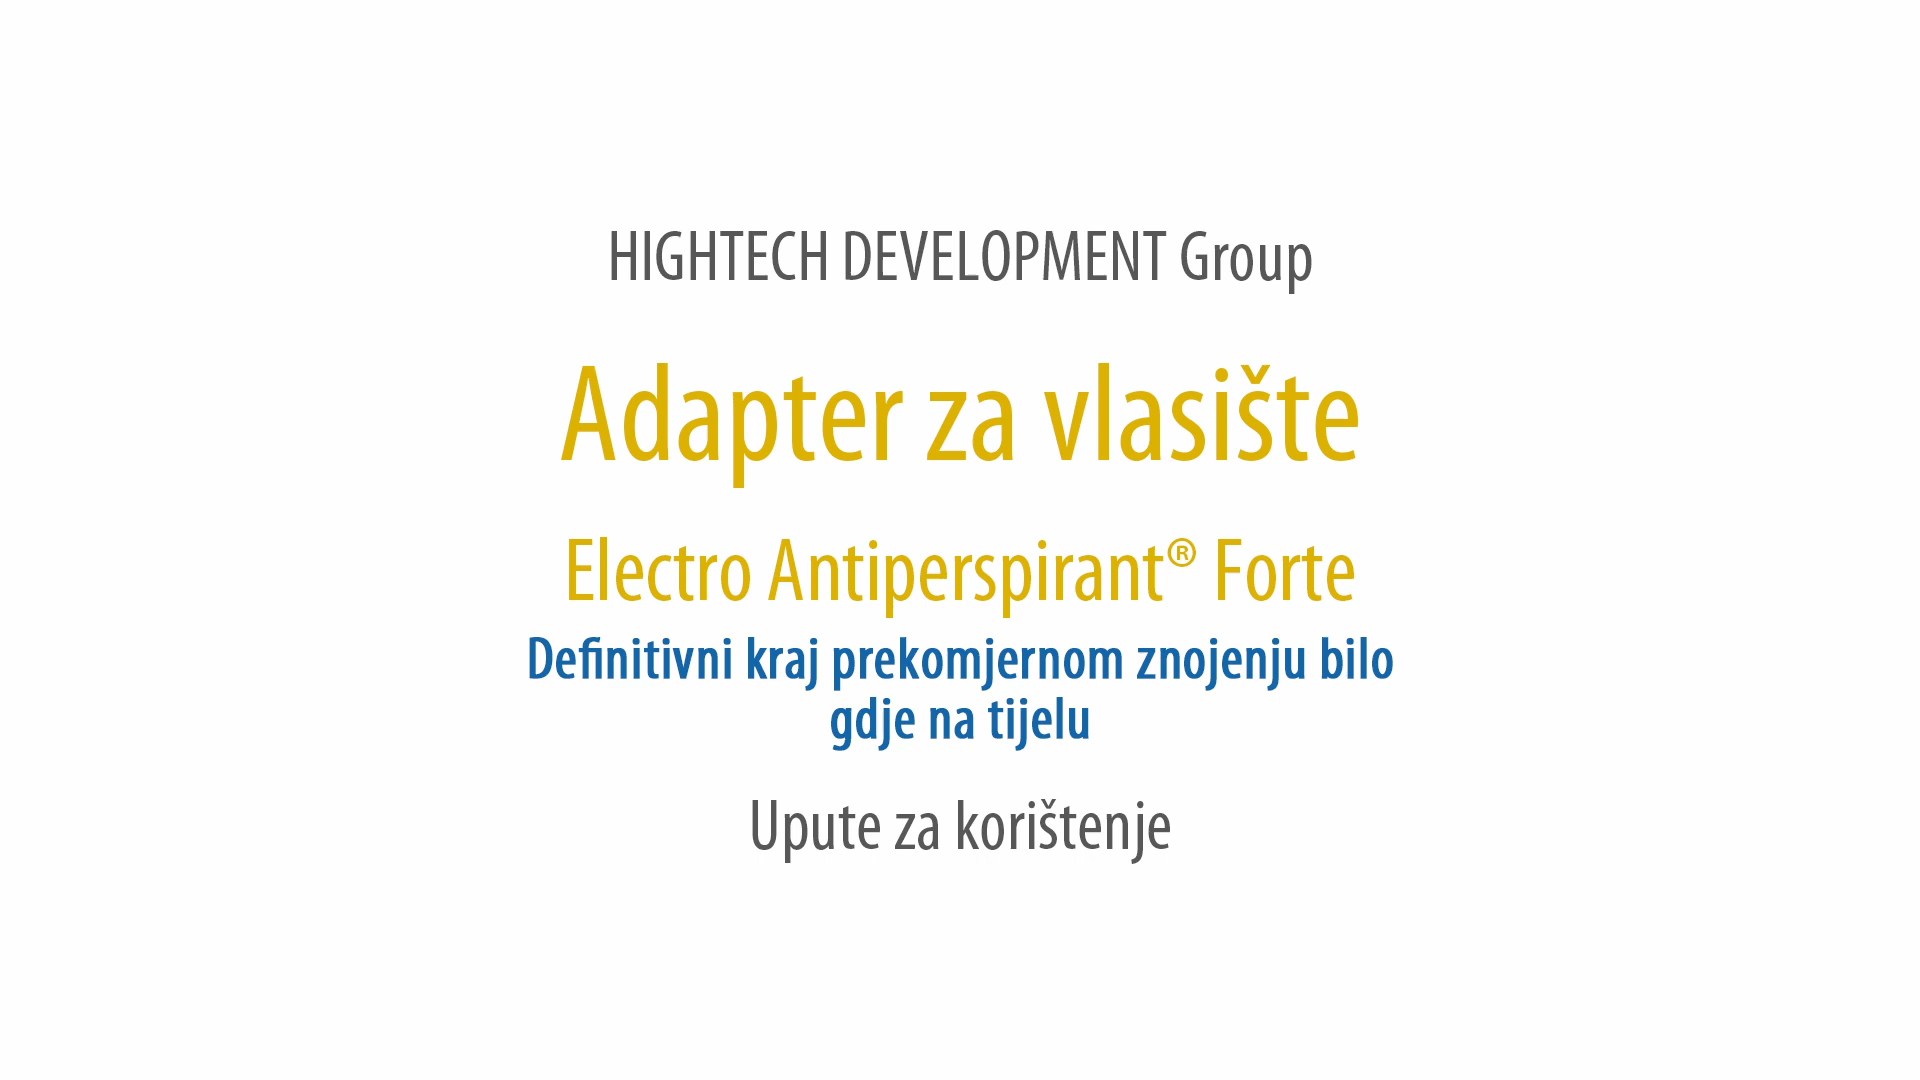 HIGHTECH DEVELOPMENT Group
Adapter za vlasište
Electro Antiperspirant® Forte
Definitivni kraj prekomjernom znojenju bilo
gdje na tijelu
Upute za korištenje